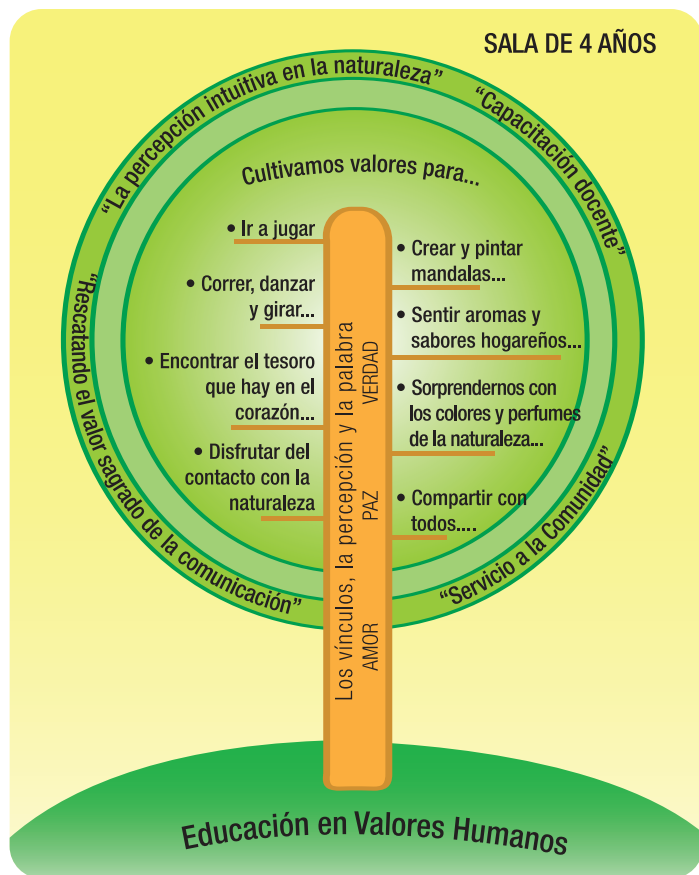 SALA DE 4 AÑOS
“La percepción intuitiva en la naturaleza”
“Capacitación docente”
“Rescatando el valor sagrado de la comunicación”
“Servicio a la Comunidad”
Cultivamos valores para...
• Ir a jugar
• Correr, danzar
y girar...
• Encontrar el tesoro
que hay en el
corazón...
• Disfrutar del
contacto con la
naturaleza
• Crear y pintar
mandalas...
• Sentir aromas y
sabores hogareños...
• Sorprendernos con
los colores y perfumes
de la naturaleza...
• Compartir con
todos....
Los vínculos, la percepción y la palabra
AMOR PAZ VERDAD
Educación en Valores Humanos